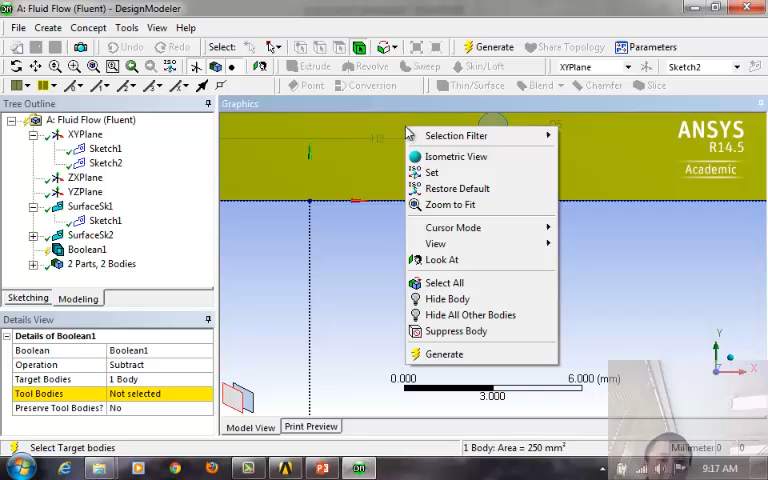 A: Fluid Flow (Fluent) - DesignModeler
File Create Concept Tools View Help
Undo Redo Select: Generate Share Topology Parameters
Extrude Revolve Sweep Skin/Loft XYPlane Sketch2
Point Conversion Thin/Surface Blend Chamfer Slice
Tree Outline
A: Fluid Flow (Fluent)
XYPlane
Sketch1
Sketch2
ZXPlane
YZPlane
SurfaceSk1
Sketch1
SurfaceSk2
Boolean1
2 Parts, 2 Bodies
Sketching Modeling
Details View
Details of Boolean1
Boolean Boolean1
Operation Subtract
Target Bodies 1 Body
Tool Bodies Not selected
Preserve Tool Bodies? No
Graphics
ANSYS
R14.5
Academic
Selection Filter
Isometric View
ISO Set
ISO Restore Default
Zoom to Fit
Cursor Mode
View
Look At
Select All
Hide Body
Hide All Other Bodies
Suppress Body
Generate
0.000 6.000 (mm)
3.000
Y
X
Model View Print Preview
Select Target bodies 1 Body: Area = 250 mm² Millimeter 0 0
9:17 AM